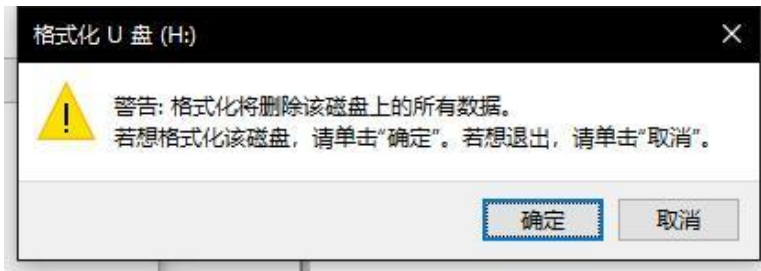 格式化 U 盘 (H:)
警告: 格式化将删除该磁盘上的所有数据。
若想格式化该磁盘，请单击“确定”。若想退出，请单击“取消”。
确定
取消